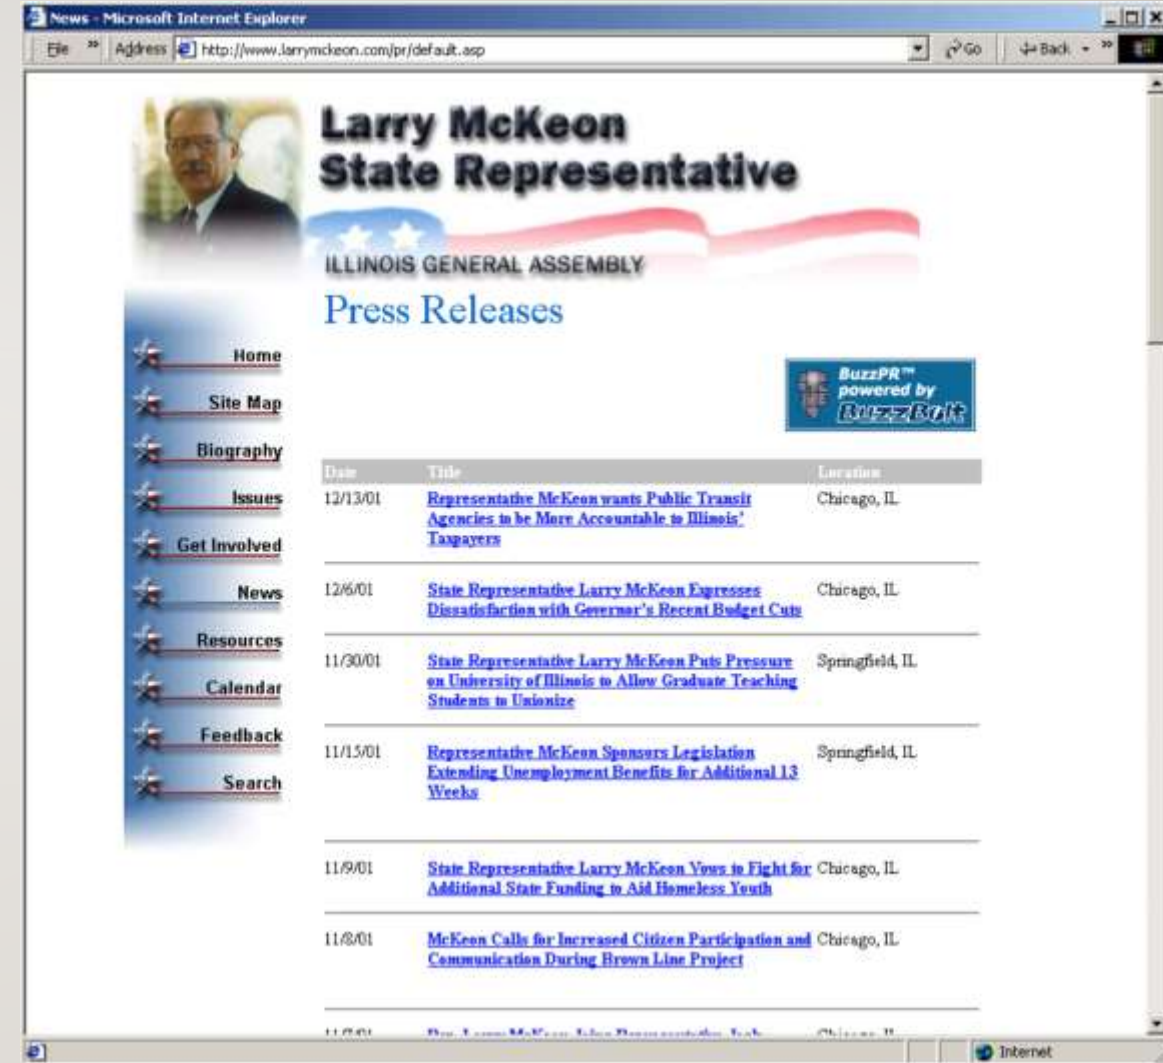 News - Microsoft Internet Explorer
File » Address http://www.larrymckeon.com/pr/default.asp Go Back »
Larry McKeon
State Representative
ILLINOIS GENERAL ASSEMBLY
Press Releases
Home
Site Map
Biography
Issues
Get Involved
News
Resources
Calendar
Feedback
Search
BuzzPR™
powered by
BuzzBolt
Date Title Location
12/13/01 Representative McKeon wants Public Transit Chicago, IL
Agencies to be More Accountable to Illinois'
Taxpayers
12/6/01 State Representative Larry McKeon Expresses Chicago, IL
Dissatisfaction with Governor's Recent Budget Cuts
11/30/01 State Representative Larry McKeon Puts Pressure Springfield, IL
on University of Illinois to Allow Graduate Teaching
Students to Unionize
11/15/01 Representative McKeon Sponsors Legislation Springfield, IL
Extending Unemployment Benefits for Additional 13
Weeks
11/9/01 State Representative Larry McKeon Vows to Fight for Chicago, IL
Additional State Funding to Aid Homeless Youth
11/8/01 McKeon Calls for Increased Citizen Participation and Chicago, IL
Communication During Brown Line Project
Rep. Larry McKeon Joins Representative Chicago, IL
Internet